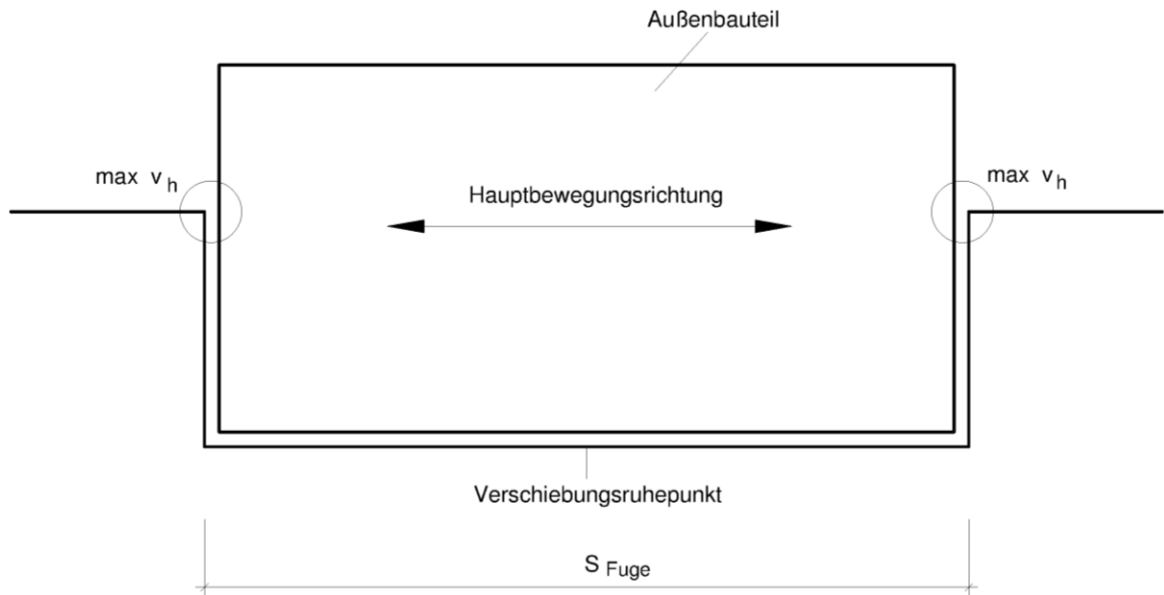 Außenbauteil
max v h
max v h
Hauptbewegungsrichtung
Verschiebungsruhepunkt
S Fuge